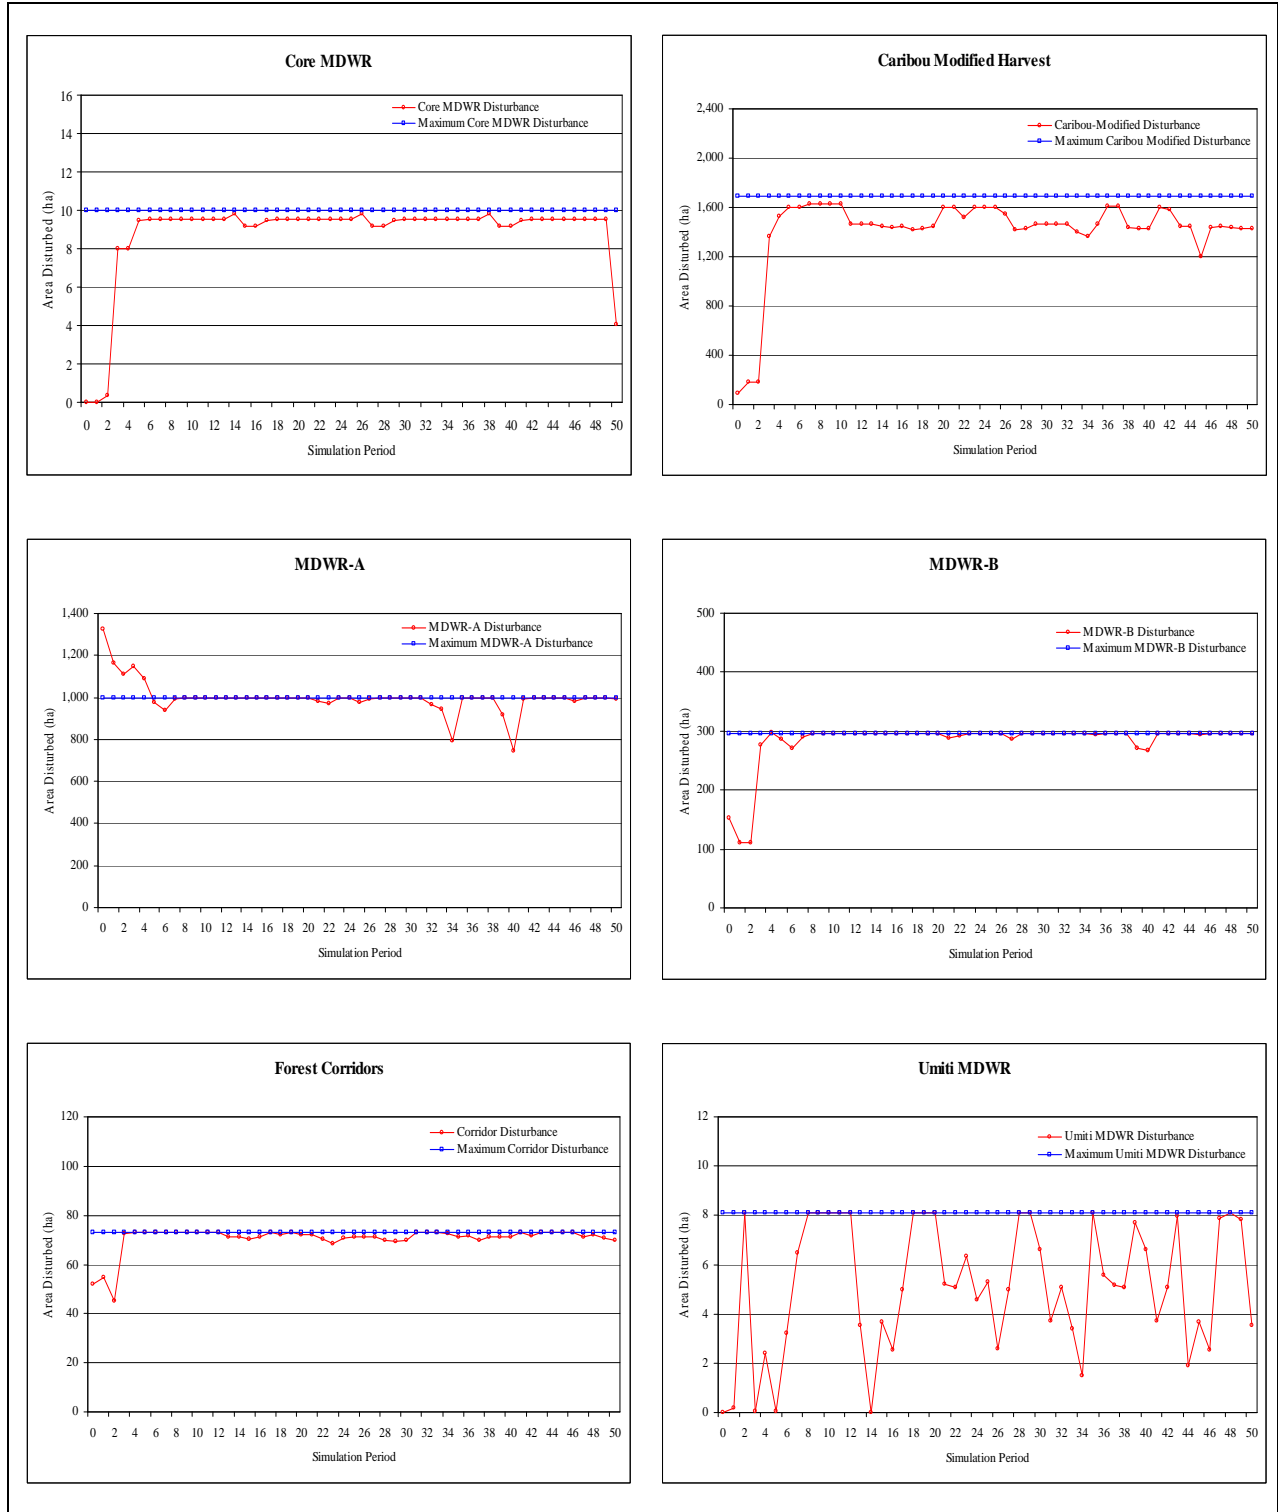 Core MDWR
Core MDWR Disturbance
Maximum Core MDWR Disturbance
16
14
12
10
8
6
4
2
0
Area Disturbed (ha)
0 2 4 6 8 10 12 14 16 18 20 22 24 26 28 30 32 34 36 38 40 42 44 46 48 50
Simulation Period
Caribou Modified Harvest
Caribou-Modified Disturbance
Maximum Caribou Modified Disturbance
2,400
2,000
1,600
1,200
800
400
0
Area Disturbed (ha)
0 2 4 6 8 10 12 14 16 18 20 22 24 26 28 30 32 34 36 38 40 42 44 46 48 50
Simulation Period
MDWR-A
MDWR-A Disturbance
Maximum MDWR-A Disturbance
1,400
1,200
1,000
800
600
400
200
0
Area Disturbed (ha)
0 2 4 6 8 10 12 14 16 18 20 22 24 26 28 30 32 34 36 38 40 42 44 46 48 50
Simulation Period
MDWR-B
MDWR-B Disturbance
Maximum MDWR-B Disturbance
500
400
300
200
100
0
Area Disturbed (ha)
0 2 4 6 8 10 12 14 16 18 20 22 24 26 28 30 32 34 36 38 40 42 44 46 48 50
Simulation Period
Forest Corridors
Corridor Disturbance
Maximum Corridor Disturbance
120
100
80
60
40
20
0
Area Disturbed (ha)
0 2 4 6 8 10 12 14 16 18 20 22 24 26 28 30 32 34 36 38 40 42 44 46 48 50
Simulation Period
Umiti MDWR
Umiti MDWR Disturbance
Maximum Umiti MDWR Disturbance
12
10
8
6
4
2
0
Area Disturbed (ha)
0 2 4 6 8 10 12 14 16 18 20 22 24 26 28 30 32 34 36 38 40 42 44 46 48 50
Simulation Period